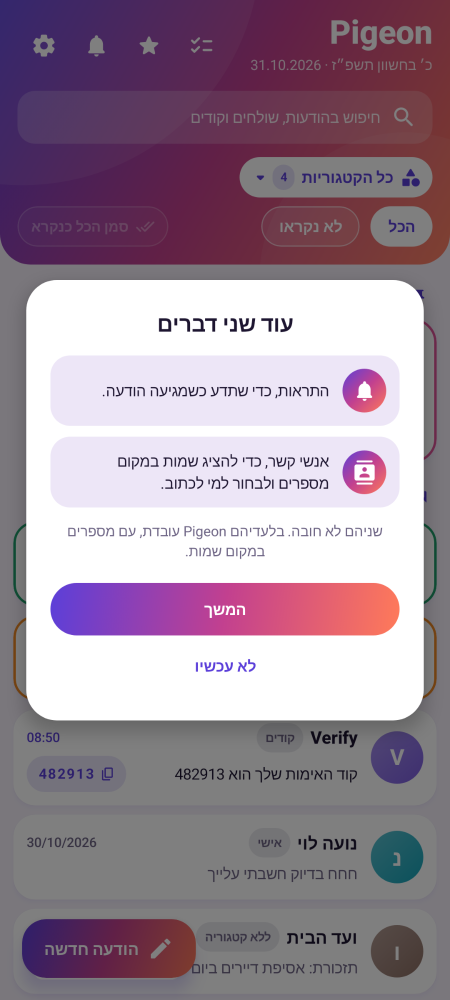 Pigeon
כ׳ בחשוון תשפ״ז · 31.10.2026
חיפוש בהודעות, שולחים וקודים
כל הקטגוריות 4
הכל
לא נקראו
סמן הכל כנקרא
עוד שני דברים
התראות, כדי שתדע כשמגיעה הודעה.
אנשי קשר, כדי להציג שמות במקום
מספרים ולבחור למי לכתוב.
שניהם לא חובה. בלעדיהם Pigeon עובדת, עם מספרים
במקום שמות.
המשך
לא עכשיו
V
Verify קודים 08:50
קוד האימות שלך הוא 482913
482913
נ
נועה לוי אישי 30/10/2026
חחח בדיוק חשבתי עלייך
ו
ועד הבית ללא קטגוריה
תזכורת: אסיפת דיירים ביום
הודעה חדשה